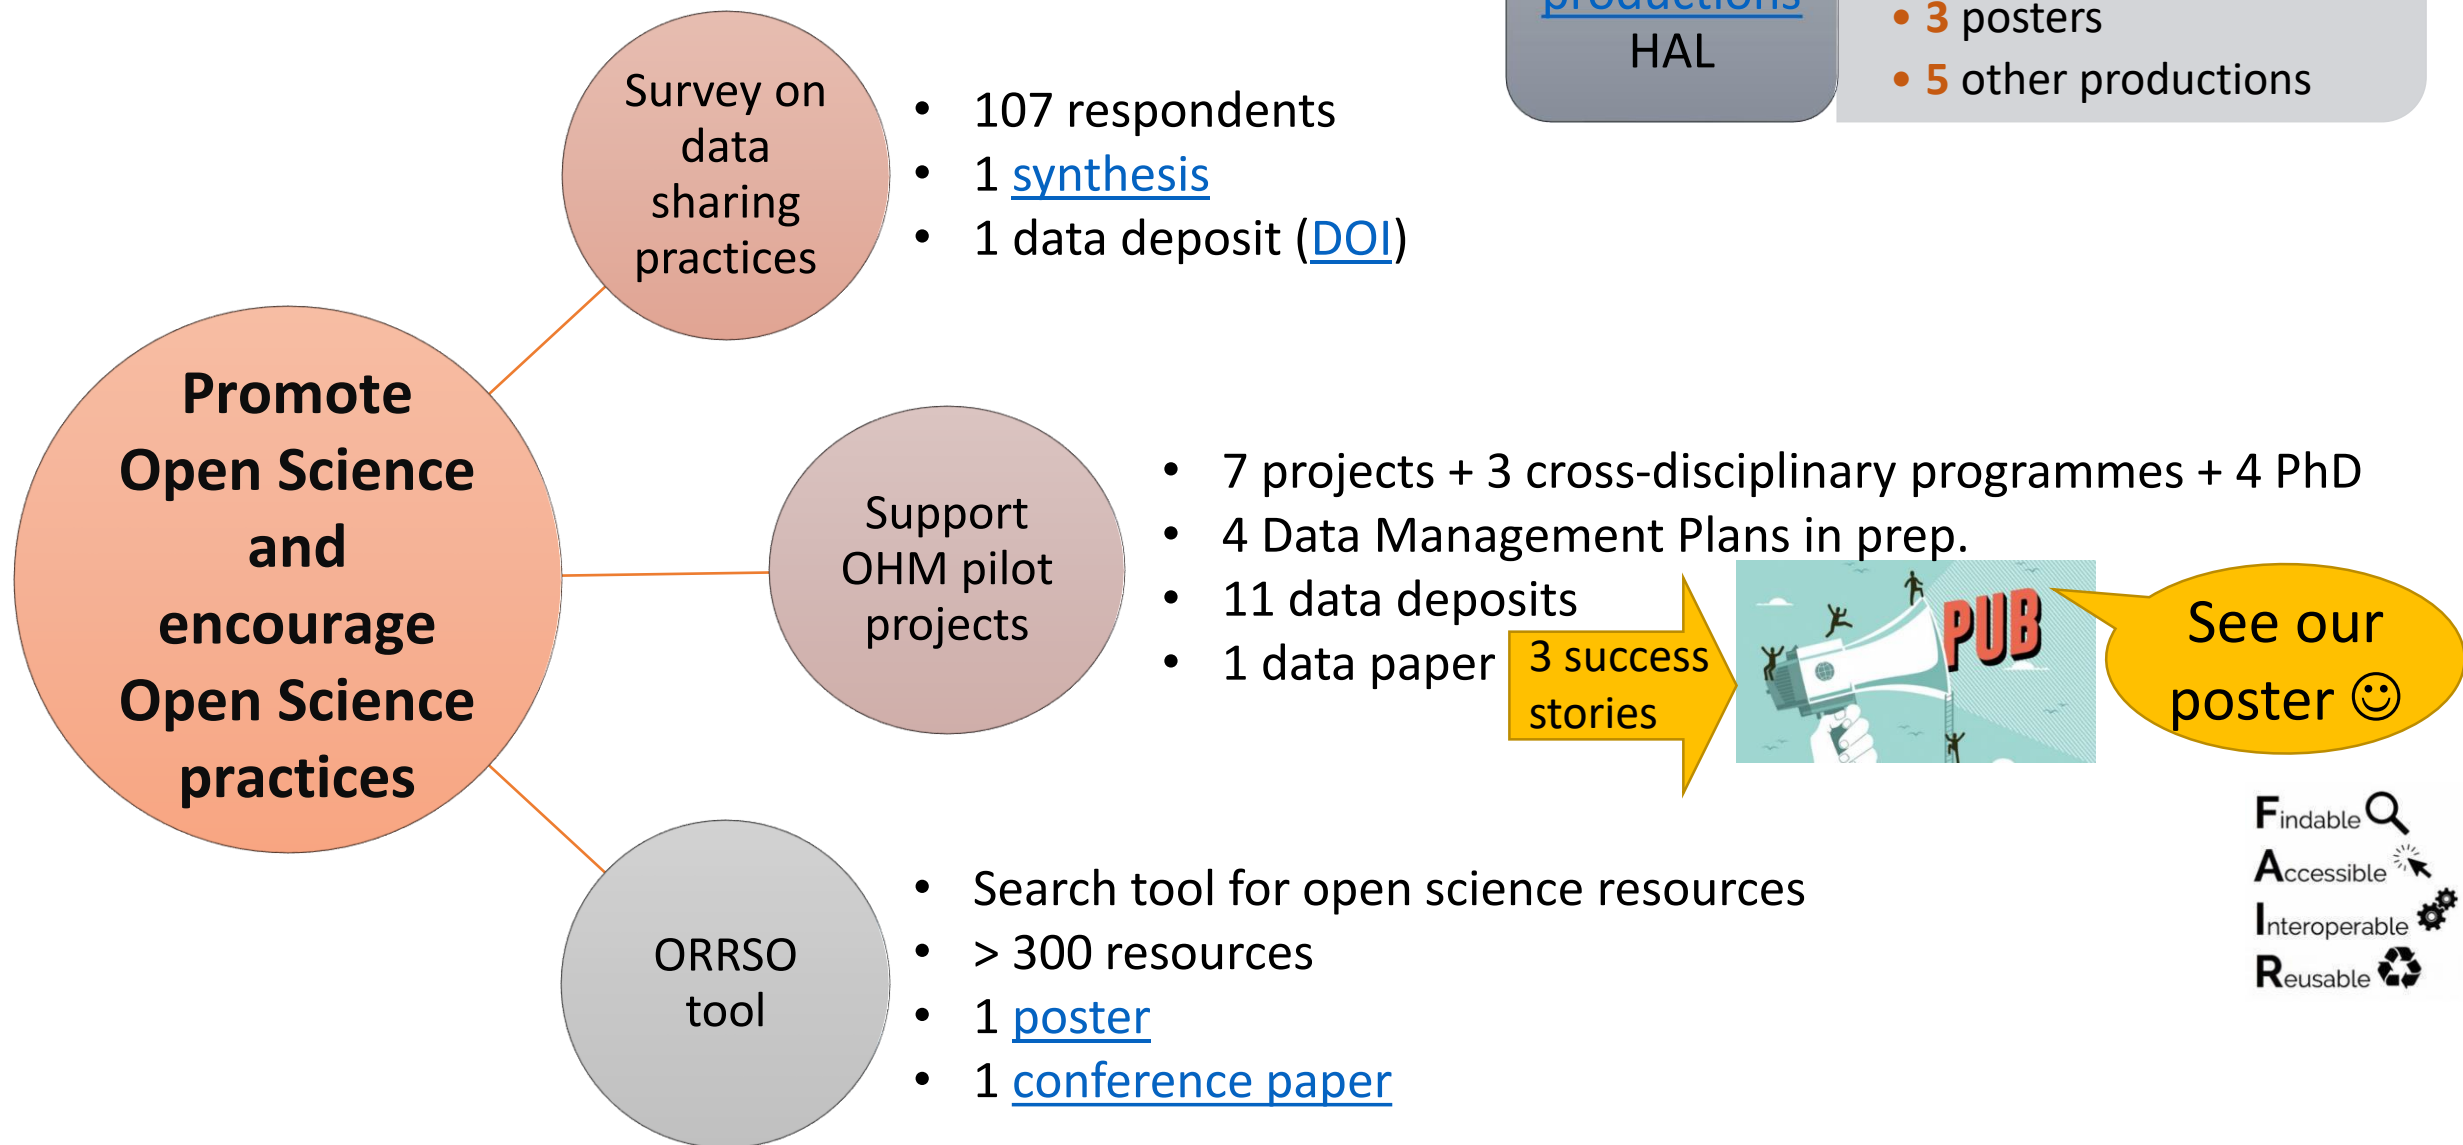 productions
HAL
• 3 posters
• 5 other productions
Survey on
data
sharing
practices
• 107 respondents
• 1 synthesis
• 1 data deposit (DOI)
Promote
Open Science
and
encourage
Open Science
practices
Support
OHM pilot
projects
• 7 projects + 3 cross-disciplinary programmes + 4 PhD
• 4 Data Management Plans in prep.
• 11 data deposits
• 1 data paper
3 success
stories
PUB
See our
poster ☺
Findable
Accessible
Interoperable
Reusable
ORRSO
tool
• Search tool for open science resources
• > 300 resources
• 1 poster
• 1 conference paper